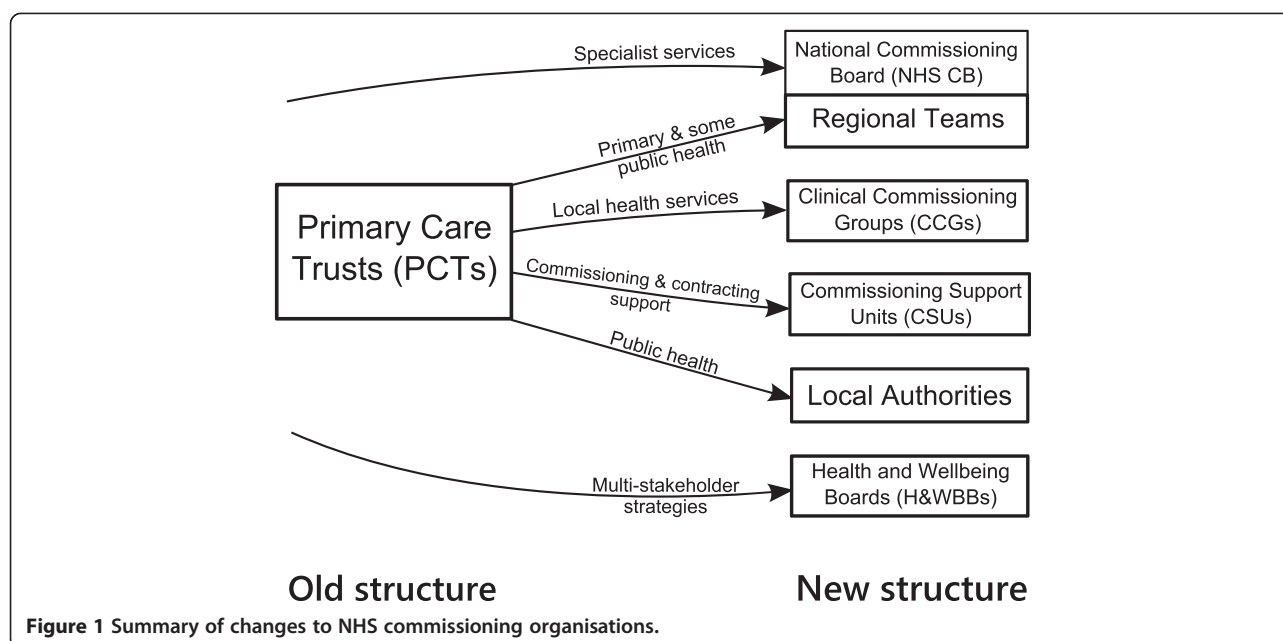 Specialist services
National Commissioning
Board (NHS CB)
Regional Teams
Primary & some
public health
Local health services
Clinical Commissioning
Groups (CCGs)
Primary Care
Trusts (PCTs)
Commissioning & contracting
support
Commissioning Support
Units (CSUs)
Public health
Local Authorities
Multi-stakeholder
strategies
Health and Wellbeing
Boards (H&WBBs)
Old structure
New structure
Figure 1 Summary of changes to NHS commissioning organisations.